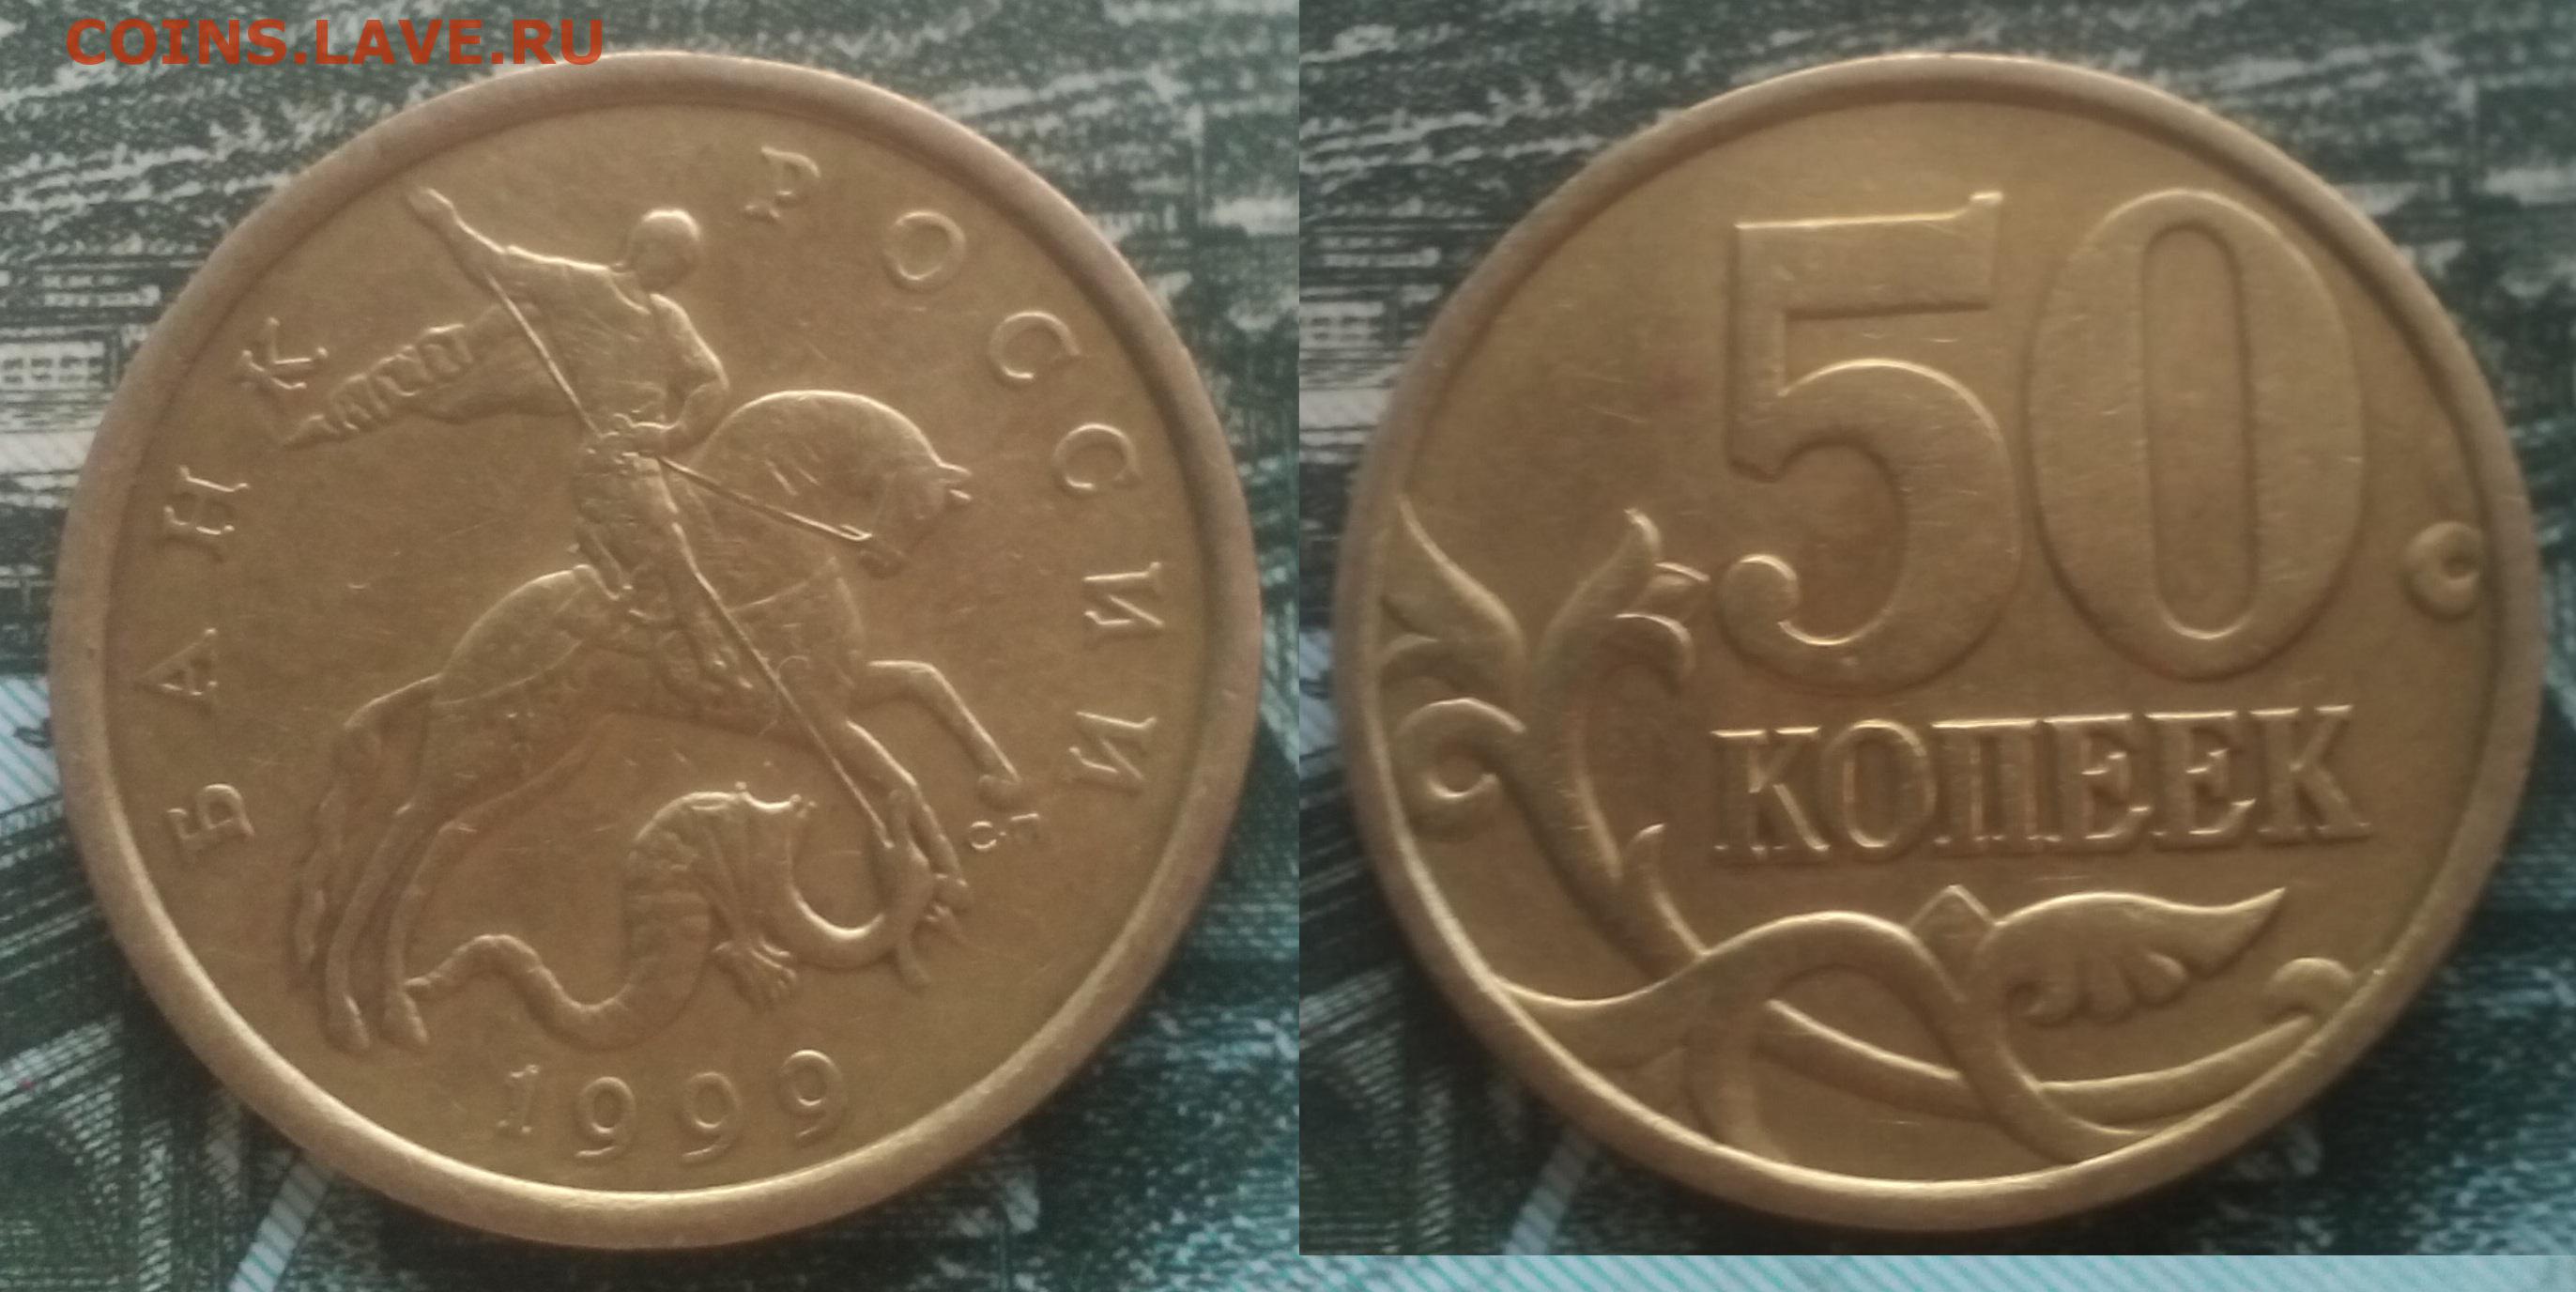 COINS.LAVE.RU
БАНК РОССИИ
С·П
1999
50
КОПЕЕК